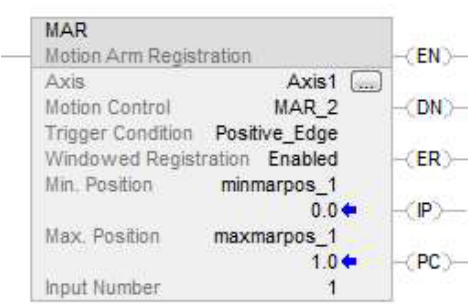 MAR
Motion Arm Registration
Axis Axis1 ...
Motion Control MAR_2
Trigger Condition Positive_Edge
Windowed Registration Enabled
Min. Position minmarpos_1
0.0
Max. Position maxmarpos_1
1.0
Input Number 1
EN
DN
ER
IP
PC